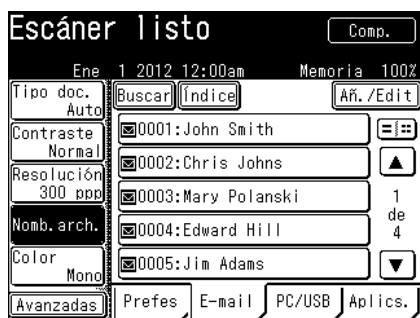 Escáner listo
Comp.
Ene 1 2012 12:00am Memoria 100%
Tipo doc.
Auto
Buscar Índice Añ./Edit
Contraste
Normal
0001:John Smith
0002:Chris Johns
Resolución
300 ppp
0003:Mary Polanski
1
de
4
Nomb.arch.
0004:Edward Hill
Color
Mono
0005:Jim Adams
Avanzadas
Prefes E-mail PC/USB Aplics.